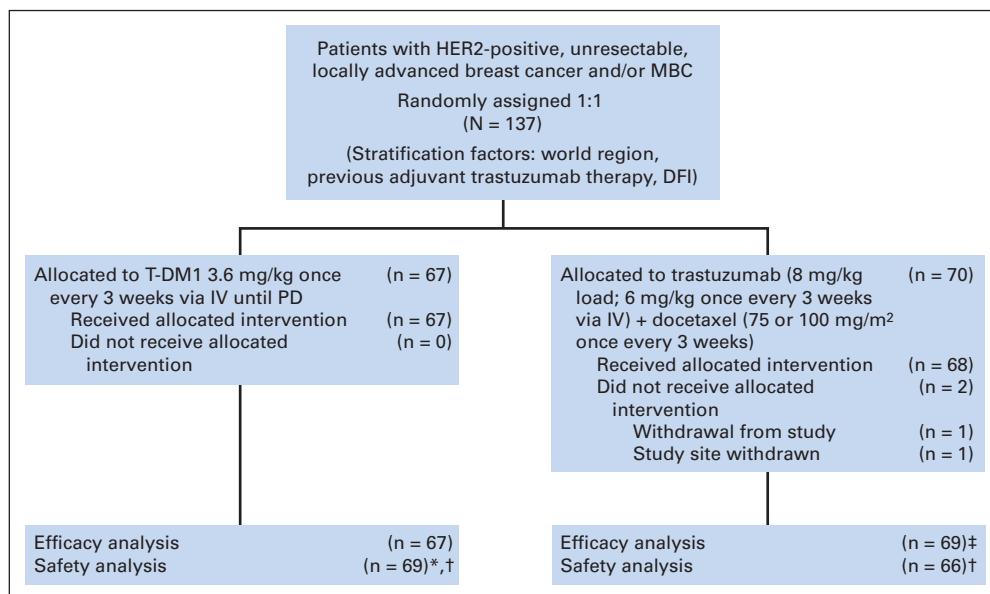 Patients with HER2-positive, unresectable,
locally advanced breast cancer and/or MBC
Randomly assigned 1:1
(N = 137)
(Stratification factors: world region,
previous adjuvant trastuzumab therapy, DFI)
Allocated to T-DM1 3.6 mg/kg once (n = 67)
every 3 weeks via IV until PD
Received allocated intervention (n = 67)
Did not receive allocated (n = 0)
intervention
Allocated to trastuzumab (8 mg/kg (n = 70)
load; 6 mg/kg once every 3 weeks
via IV) + docetaxel (75 or 100 mg/m²
once every 3 weeks)
Received allocated intervention (n = 68)
Did not receive allocated (n = 2)
intervention
Withdrawal from study (n = 1)
Study site withdrawn (n = 1)
Efficacy analysis (n = 67)
Safety analysis (n = 69)*,†
Efficacy analysis (n = 69)‡
Safety analysis (n = 66)†